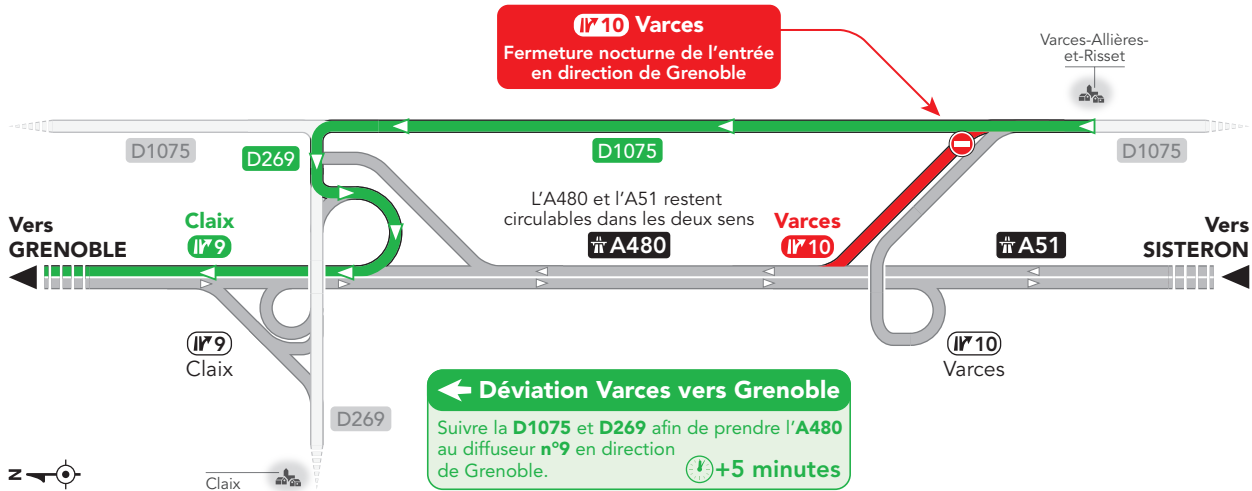 10 Varces
Fermeture nocturne de l'entrée
en direction de Grenoble
Varces-Allières-
et-Risset
D1075
D269
D1075
D1075
L'A480 et l'A51 restent
circulables dans les deux sens
Vers
GRENOBLE
Claix
9
A480
Varces
10
A51
Vers
SISTERON
9
Claix
10
Varces
D269
Déviation Varces vers Grenoble
Suivre la D1075 et D269 afin de prendre l'A480
au diffuseur n°9 en direction
de Grenoble.
+5 minutes
N
Claix